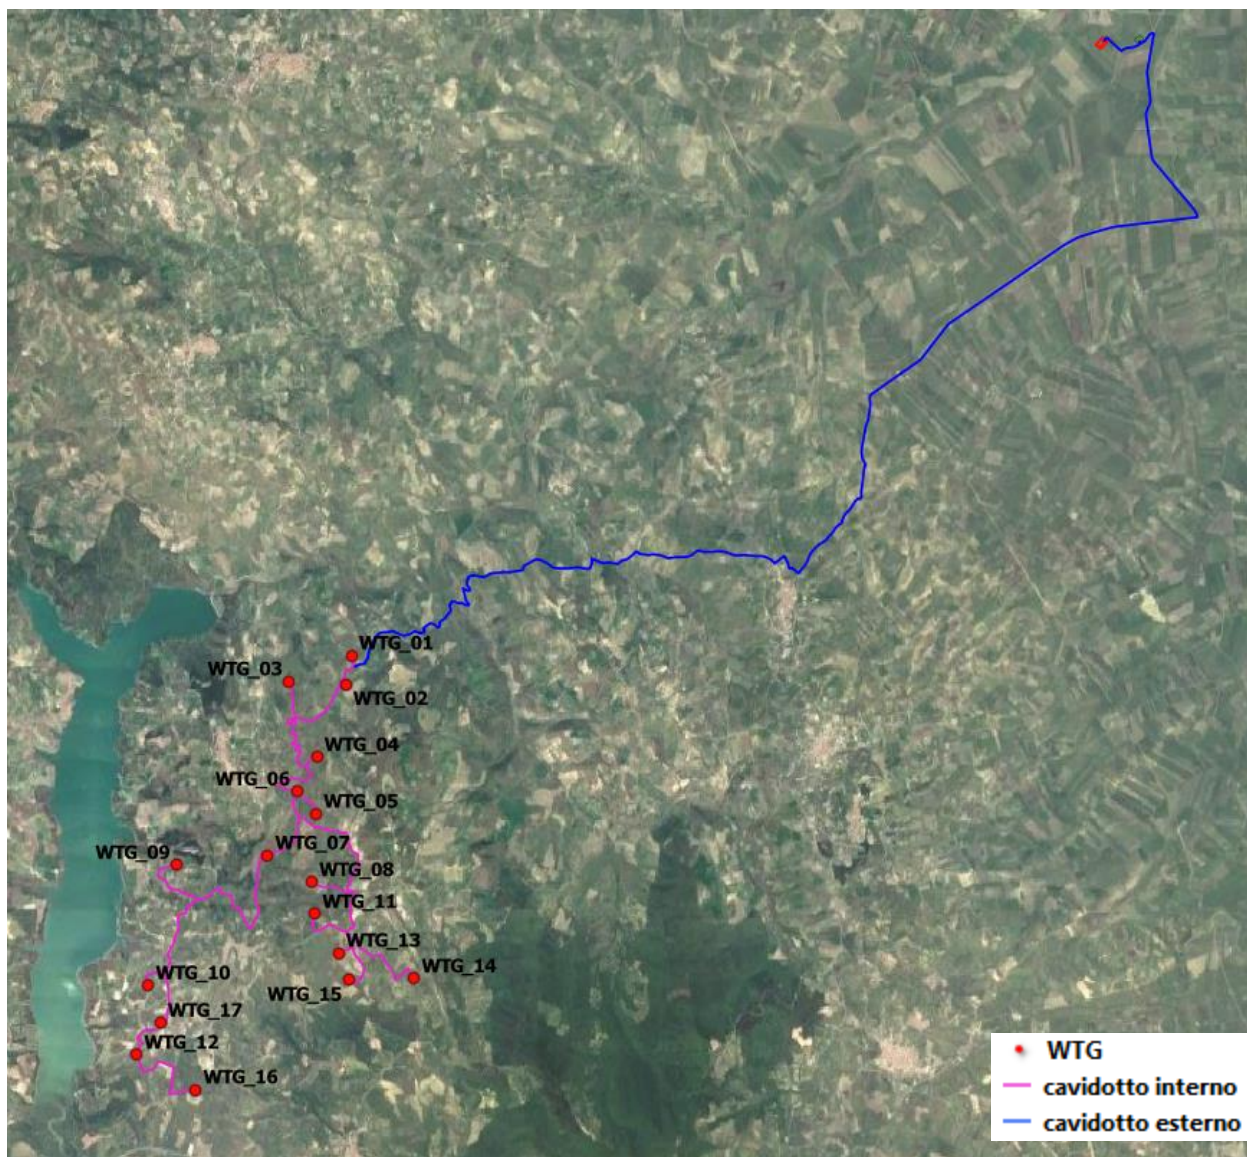 WTG_01
WTG_03
WTG_02
WTG_04
WTG_06
WTG_05
WTG_07
WTG_09
WTG_08
WTG_11
WTG_13
WTG_10
WTG_14
WTG_15
WTG_17
WTG_12
WTG_16
WTG
cavidotto interno
cavidotto esterno